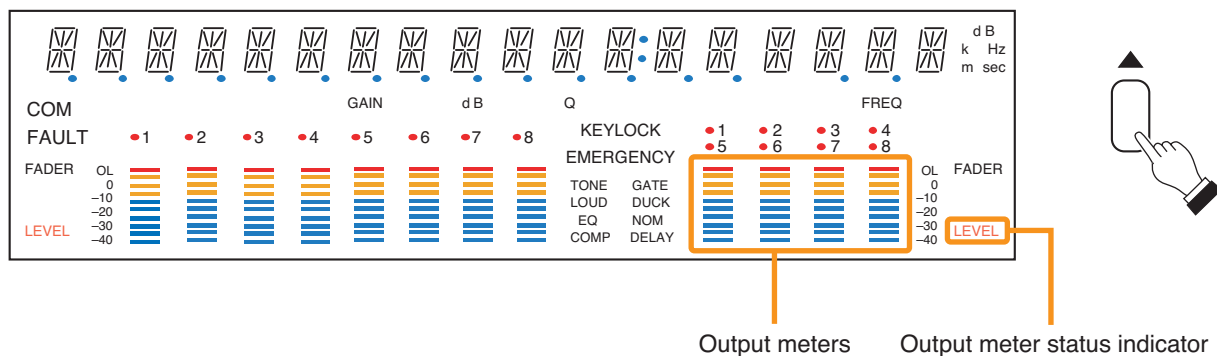 d B
k Hz
m sec
COM GAIN d B Q FREQ
FAULT 1 2 3 4 5 6 7 8 KEYLOCK 1 2 3 4
EMERGENCY 5 6 7 8
FADER OL OL FADER
0 TONE GATE 0
–10 LOUD DUCK –10
–20 EQ NOM –20
LEVEL –30 COMP DELAY –30 LEVEL
–40 –40
Output meters Output meter status indicator